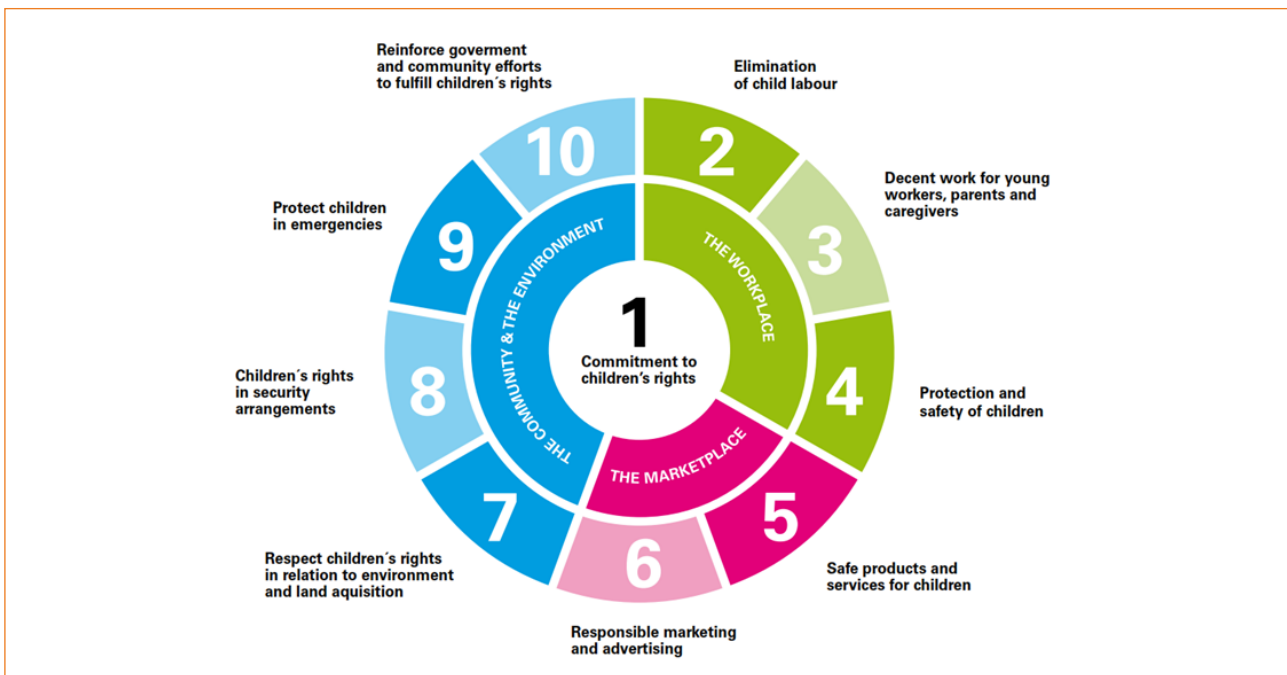 1
Commitment to
children's rights
THE WORKPLACE
2
Elimination
of child labour
3
Decent work for young
workers, parents and
caregivers
4
Protection and
safety of children
THE MARKETPLACE
5
Safe products and
services for children
6
Responsible marketing
and advertising
THE COMMUNITY & THE ENVIRONMENT
7
Respect children´s rights
in relation to environment
and land aquisition
8
Children´s rights
in security
arrangements
9
Protect children
in emergencies
10
Reinforce goverment
and community efforts
to fulfill children´s rights